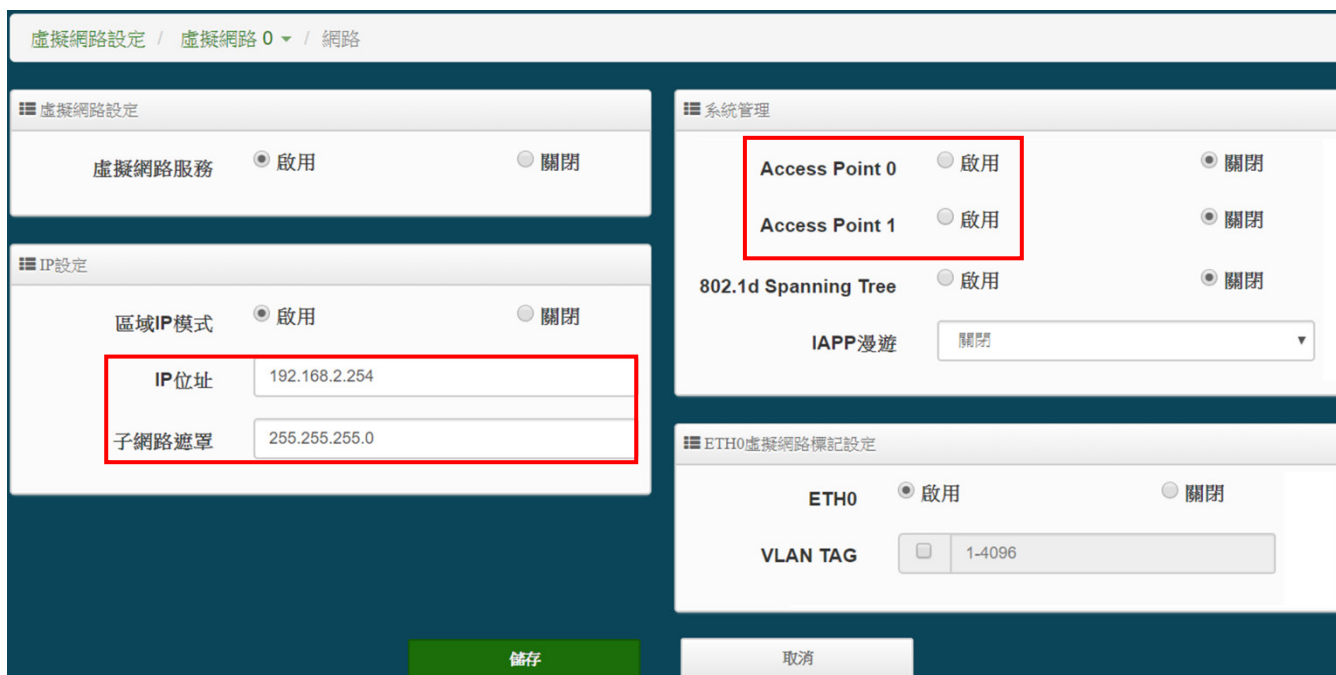 虛擬網路設定 / 虛擬網路 0 / 網路
虛擬網路設定
虛擬網路服務 啟用 關閉
IP設定
區域IP模式 啟用 關閉
IP位址 192.168.2.254
子網路遮罩 255.255.255.0
系統管理
Access Point 0 啟用 關閉
Access Point 1 啟用 關閉
802.1d Spanning Tree 啟用 關閉
IAPP漫遊 關閉
ETH0虛擬網路標記設定
ETH0 啟用 關閉
VLAN TAG 1-4096
儲存 取消